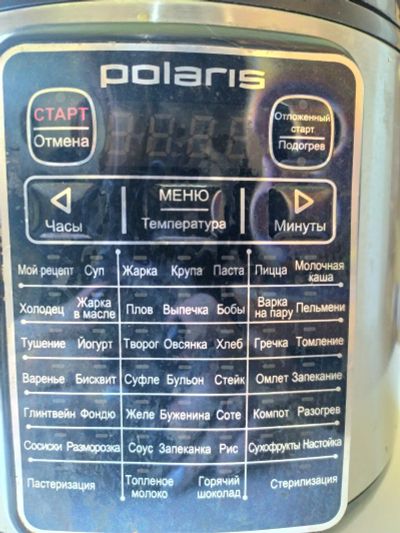 polaris
СТАРТ
Отмена
Отложенный
старт
Подогрев
Часы
МЕНЮ
Температура
Минуты
Мой рецепт Суп Жарка Крупа Паста Пицца Молочная каша
Холодец Жарка в масле Плов Выпечка Бобы Варка на пару Пельмени
Тушение Йогурт Творог Овсянка Хлеб Гречка Томление
Варенье Бисквит Суфле Бульон Стейк Омлет Запекание
Глинтвейн Фондю Желе Буженина Соте Компот Разогрев
Сосиски Разморозка Соус Запеканка Рис Сухофрукты Настойка
Пастеризация Топленое молоко Горячий шоколад Стерилизация